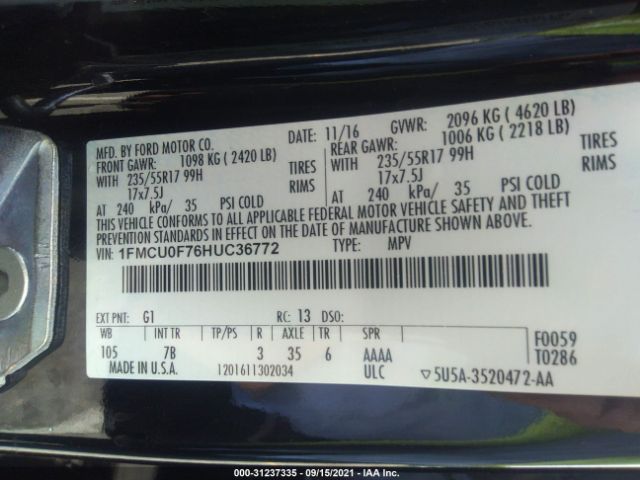 MFD. BY FORD MOTOR CO.
DATE: 11/16 GVWR: 2096 KG ( 4620 LB)
FRONT GAWR: 1098 KG ( 2420 LB)
REAR GAWR: 1006 KG ( 2218 LB)
WITH 235/55R17 99H TIRES
WITH 235/55R17 99H TIRES
17x7.5J RIMS
17x7.5J RIMS
AT 240 kPa/ 35 PSI COLD
AT 240 kPa/ 35 PSI COLD
THIS VEHICLE CONFORMS TO ALL APPLICABLE FEDERAL MOTOR VEHICLE SAFETY AND THEFT
PREVENTION STANDARDS IN EFFECT ON THE DATE OF MANUFACTURE SHOWN ABOVE.
VIN: 1FMCU0F76HUC36772 TYPE: MPV
EXT PNT: G1 RC: 13 DSO:
WB INT TR TP/PS R AXLE TR SPR
105 7B 3 35 6 AAAA
F0059
T0286
MADE IN U.S.A. 1201611302034 ULC ▽5U5A-3520472-AA
000-31237335 - 09/15/2021 - IAA Inc.